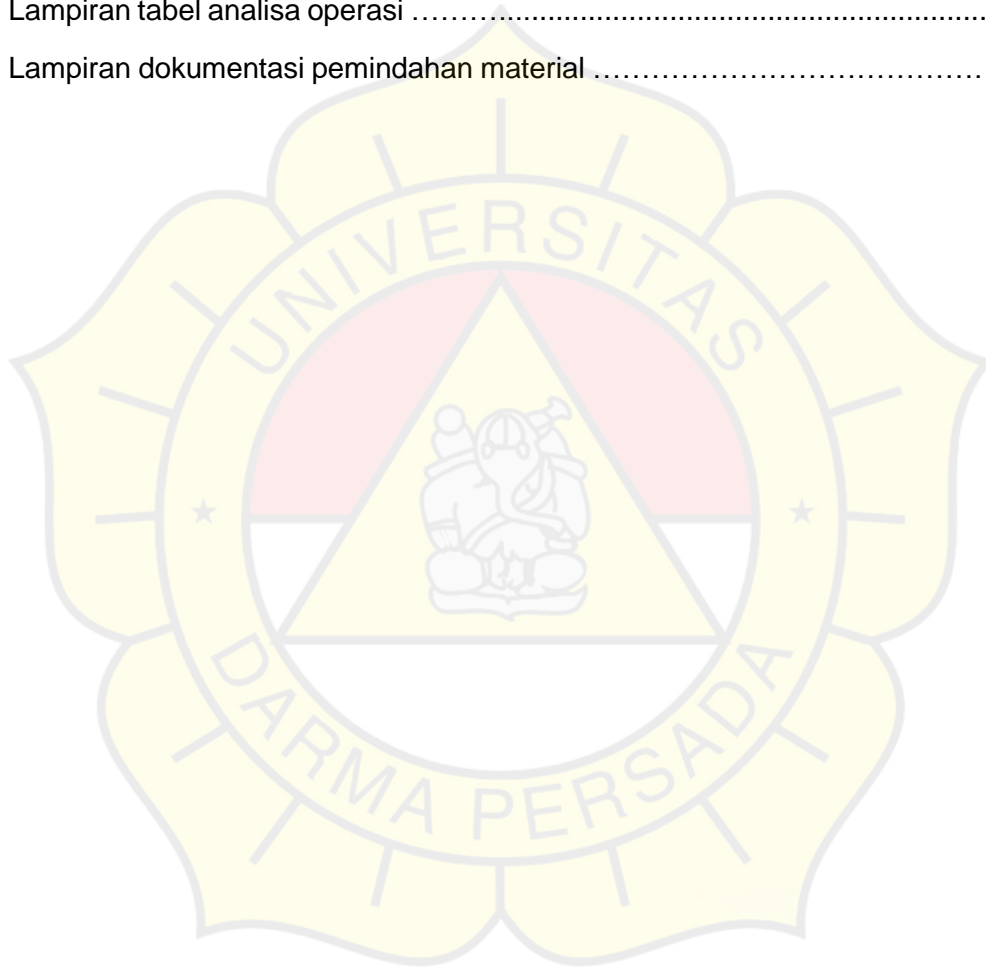 Lampiran tabel analisa operasi ……….............................................................
Lampiran dokumentasi pemindahan material …………………………………….
UNIVERSITAS
DARMA PERSADA